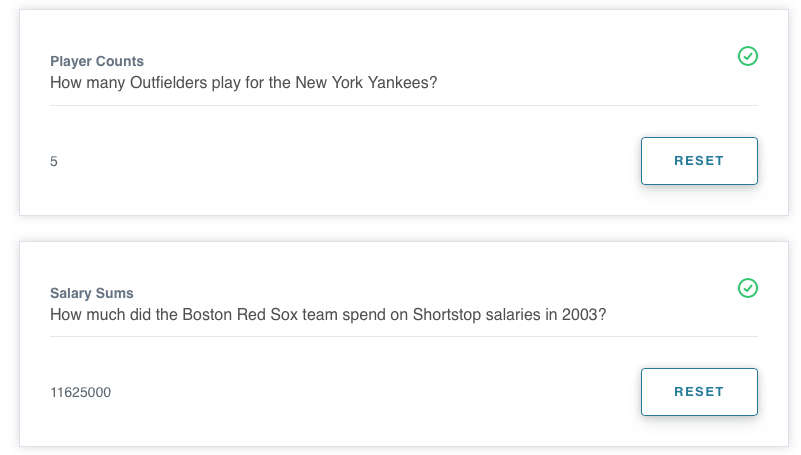 Player Counts
How many Outfielders play for the New York Yankees?
5
RESET
Salary Sums
How much did the Boston Red Sox team spend on Shortstop salaries in 2003?
11625000
RESET